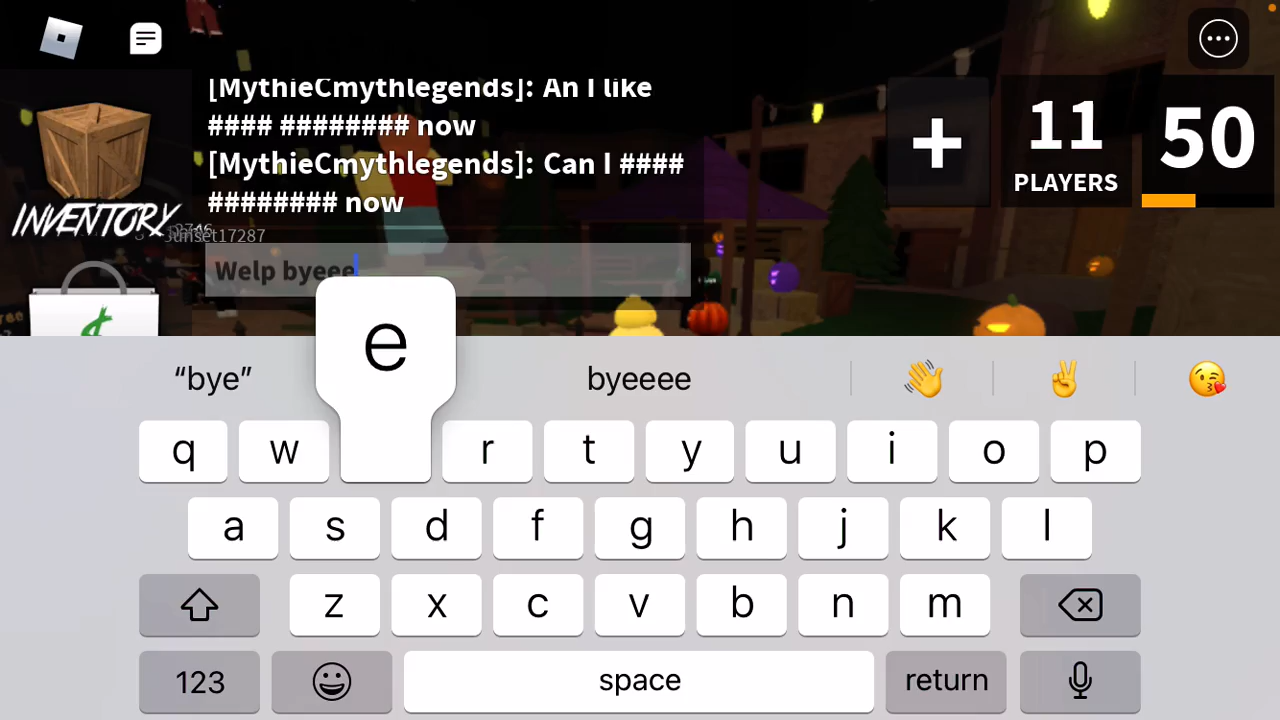 [MythieCmythlegends]: An I like
#### ######## now
[MythieCmythlegends]: Can I ####
######## now
+
11
PLAYERS
50
INVENTORY
Sunset17287
Welp byeee
e
“bye”
byeeee
q w r t y u i o p
a s d f g h j k l
z x c v b n m
123
space
return